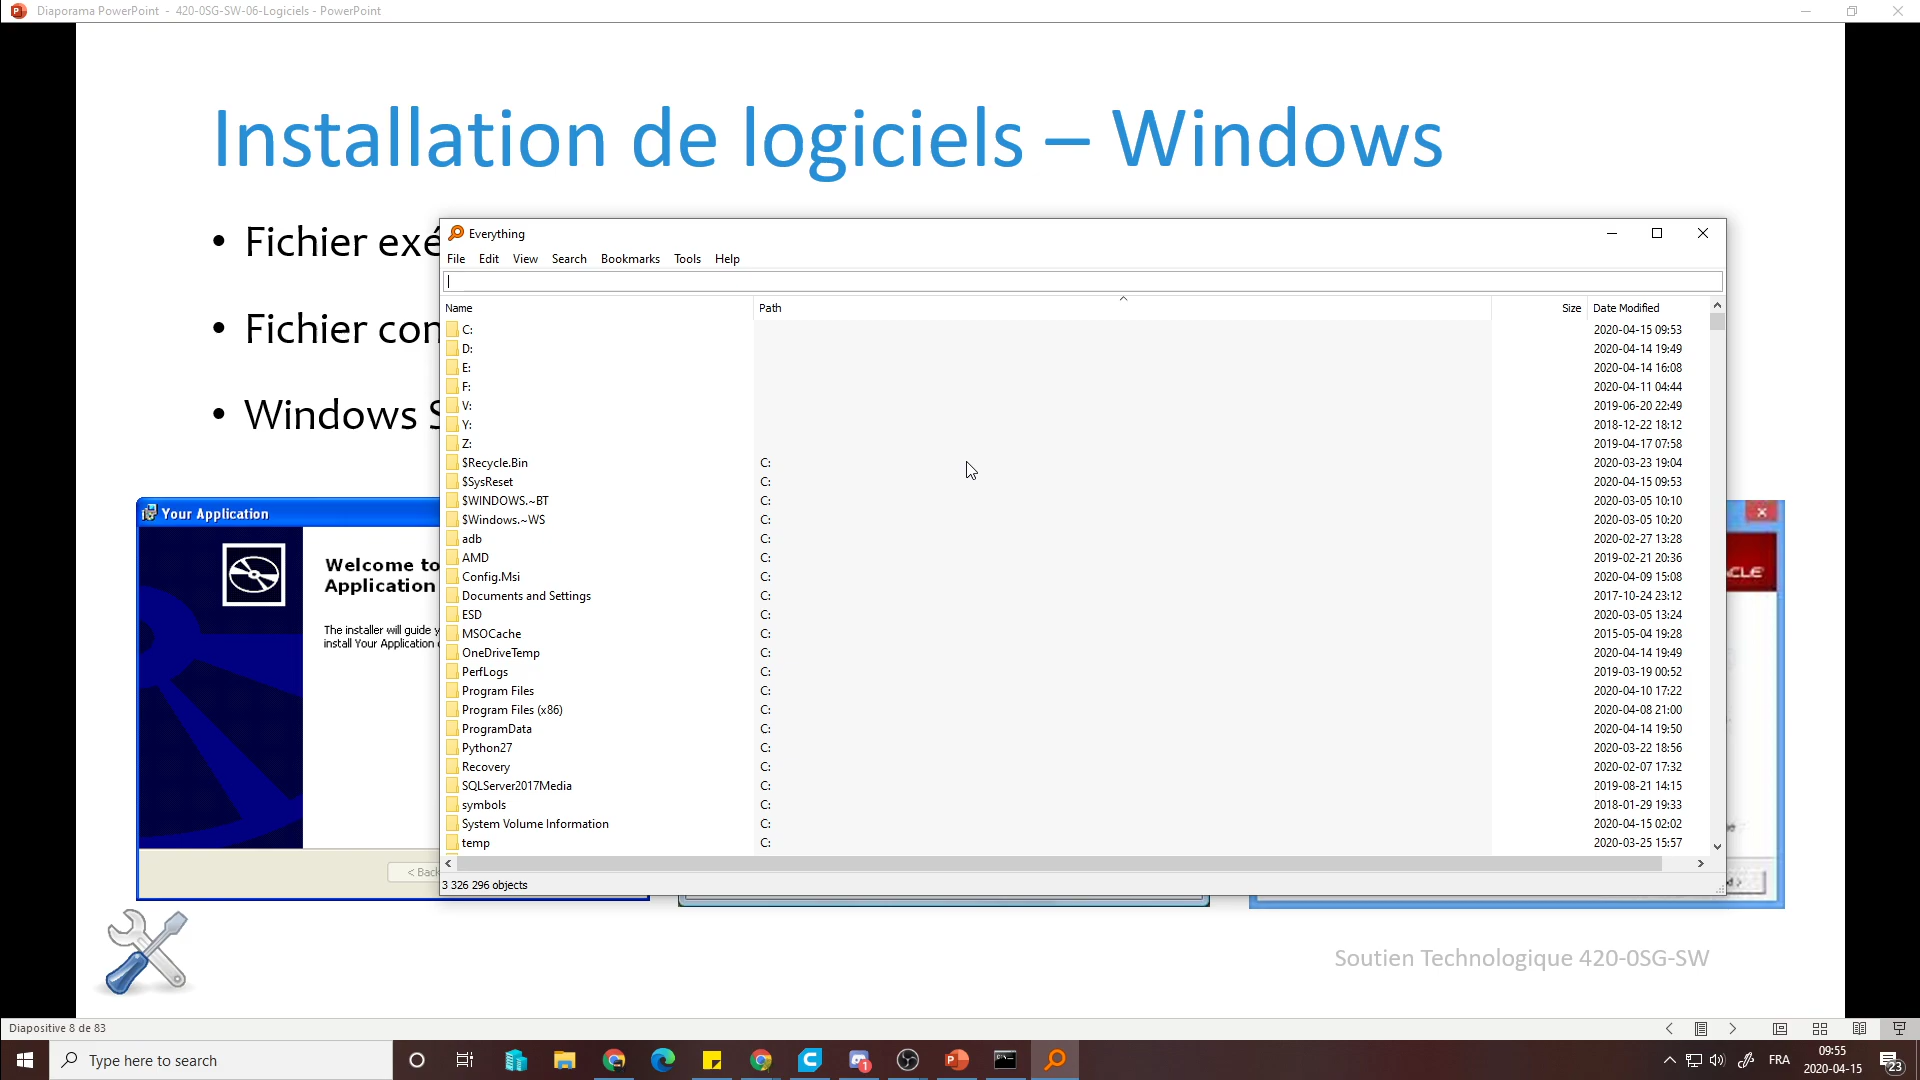 Diaporama PowerPoint - 420-0SG-SW-06-Logiciels - PowerPoint
Installation de logiciels – Windows
• Fichier exé
• Fichier con
• Windows S
Everything
File Edit View Search Bookmarks Tools Help
Name Path Size Date Modified
C: 2020-04-15 09:53
D: 2020-04-14 19:49
E: 2020-04-14 16:08
F: 2020-04-11 04:44
V: 2019-06-20 22:49
Y: 2018-12-22 18:12
Z: 2019-04-17 07:58
$Recycle.Bin C: 2020-03-23 19:04
$SysReset C: 2020-04-15 09:53
$WINDOWS.~BT C: 2020-03-05 10:10
$Windows.~WS C: 2020-03-05 10:20
adb C: 2020-02-27 13:28
AMD C: 2019-02-21 20:36
Config.Msi C: 2020-04-09 15:08
Documents and Settings C: 2017-10-24 23:12
ESD C: 2020-03-05 13:24
MSOCache C: 2015-05-04 19:28
OneDriveTemp C: 2020-04-14 19:49
PerfLogs C: 2019-03-19 00:52
Program Files C: 2020-04-10 17:22
Program Files (x86) C: 2020-04-08 21:00
ProgramData C: 2020-04-14 19:50
Python27 C: 2020-03-22 18:56
Recovery C: 2020-02-07 17:32
SQLServer2017Media C: 2019-08-21 14:15
symbols C: 2018-01-29 19:33
System Volume Information C: 2020-04-15 02:02
temp C: 2020-03-25 15:57
3 326 296 objects
Your Application
Welcome to
Application
The installer will guide y
install Your Application
< Back
CLE
Soutien Technologique 420-0SG-SW
Diapositive 8 de 83
Type here to search
FRA
09:55
2020-04-15
23